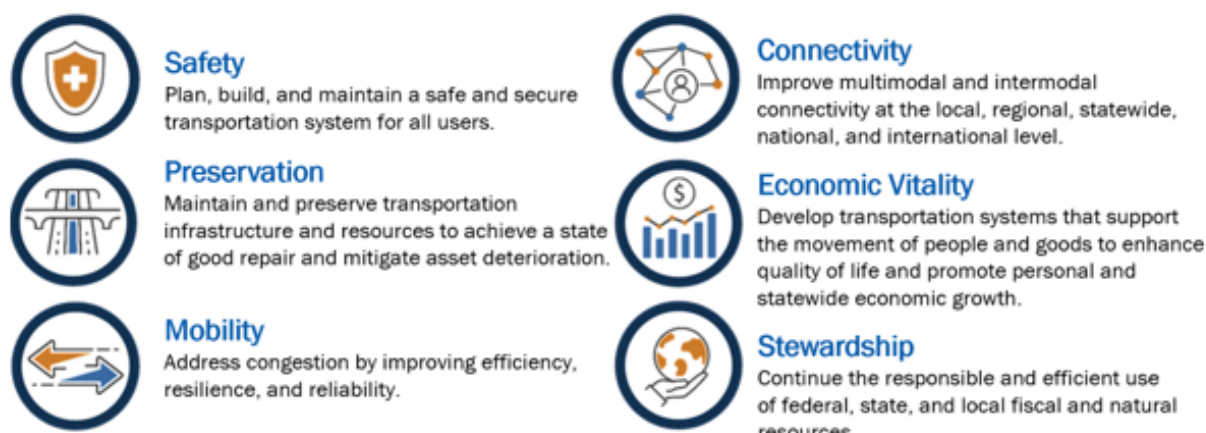 Safety
Plan, build, and maintain a safe and secure
transportation system for all users.
Preservation
Maintain and preserve transportation
infrastructure and resources to achieve a state
of good repair and mitigate asset deterioration.
Mobility
Address congestion by improving efficiency,
resilience, and reliability.
Connectivity
Improve multimodal and intermodal
connectivity at the local, regional, statewide,
national, and international level.
$
Economic Vitality
Develop transportation systems that support
the movement of people and goods to enhance
quality of life and promote personal and
statewide economic growth.
Stewardship
Continue the responsible and efficient use
of federal, state, and local fiscal and natural
resources.